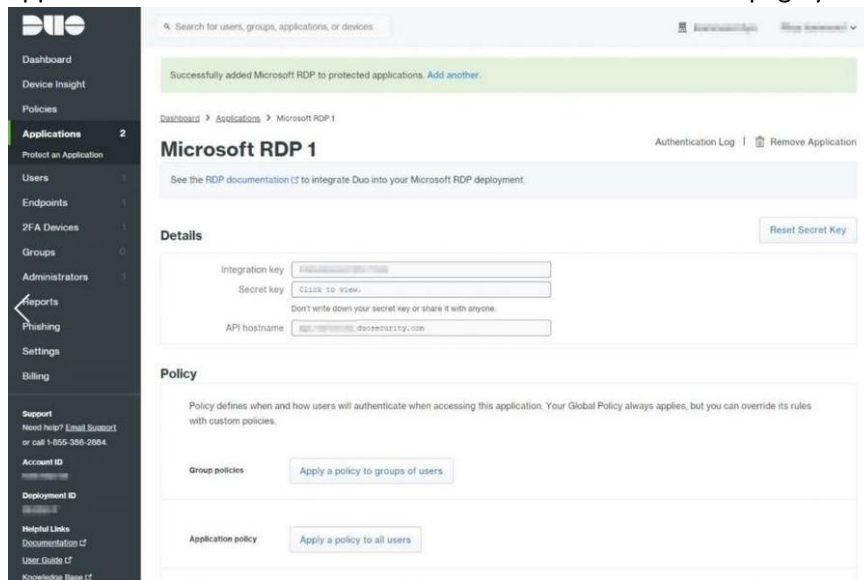 DUO
Search for users, groups, applications, or devices
Dashboard
Device Insight
Policies
Applications 2
Protect an Application
Users 1
Endpoints 1
2FA Devices 1
Groups 0
Administrators 1
Reports
Phishing
Settings
Billing
Support
Need help? Email Support
or call 1-855-386-2884.
Account ID
Deployment ID
Helpful Links
Documentation
User Guide
Knowledge Base
Successfully added Microsoft RDP to protected applications. Add another.
Dashboard > Applications > Microsoft RDP 1
Microsoft RDP 1
Authentication Log | Remove Application
See the RDP documentation to integrate Duo into your Microsoft RDP deployment.
Details
Reset Secret Key
Integration key
Secret key Click to view.
Don't write down your secret key or share it with anyone.
API hostname .duosecurity.com
Policy
Policy defines when and how users will authenticate when accessing this application. Your Global Policy always applies, but you can override its rules
with custom policies.
Group policies Apply a policy to groups of users
Application policy Apply a policy to all users